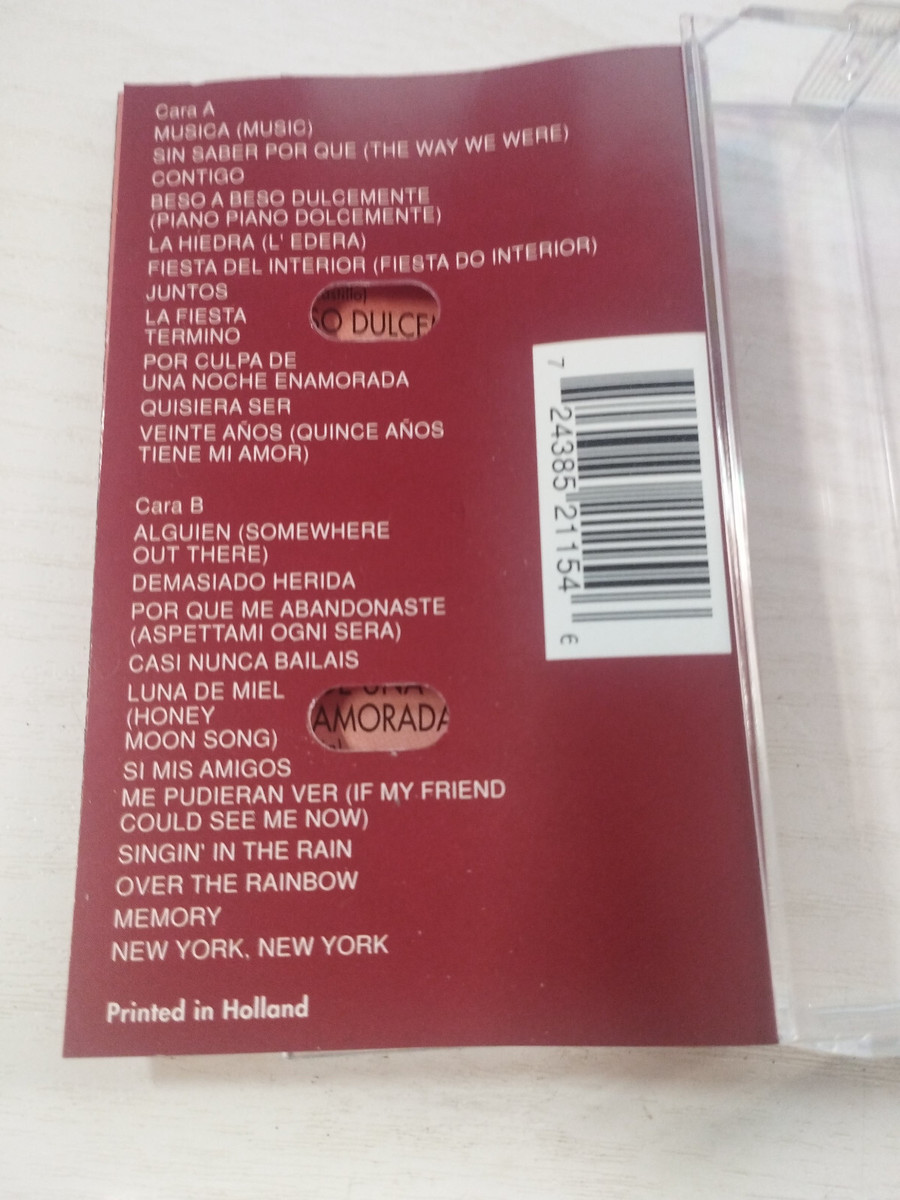 Cara A
MUSICA (MUSIC)
SIN SABER POR QUE (THE WAY WE WERE)
CONTIGO
BESO A BESO DULCEMENTE
(PIANO PIANO DOLCEMENTE)
LA HIEDRA (L' EDERA)
FIESTA DEL INTERIOR (FIESTA DO INTERIOR)
JUNTOS
LA FIESTA
TERMINO
SO DULCE
POR CULPA DE
UNA NOCHE ENAMORADA
QUISIERA SER
VEINTE AÑOS (QUINCE AÑOS
TIENE MI AMOR)
7 24385 21154 6
Cara B
ALGUIEN (SOMEWHERE
OUT THERE)
DEMASIADO HERIDA
POR QUE ME ABANDONASTE
(ASPETTAMI OGNI SERA)
CASI NUNCA BAILAIS
LUNA DE MIEL
(HONEY
MOON SONG)
UNA
AMORADA
SI MIS AMIGOS
ME PUDIERAN VER (IF MY FRIEND
COULD SEE ME NOW)
SINGIN' IN THE RAIN
OVER THE RAINBOW
MEMORY
NEW YORK, NEW YORK
Printed in Holland